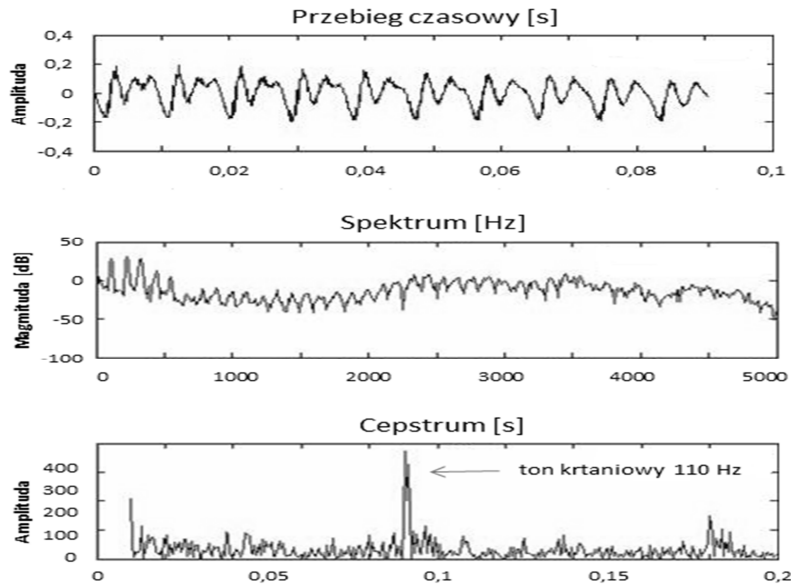 Przebieg czasowy [s]
Amplituda
0,4
0,2
0
-0,2
-0,4
0 0,02 0,04 0,06 0,08 0,1
Spektrum [Hz]
Magmituda [dB]
50
0
-50
-100
0 1000 2000 3000 4000 5000
Cepstrum [s]
Amplituda
400
300
200
100
0
ton krtaniowy 110 Hz
0 0,05 0,1 0,15 0,2